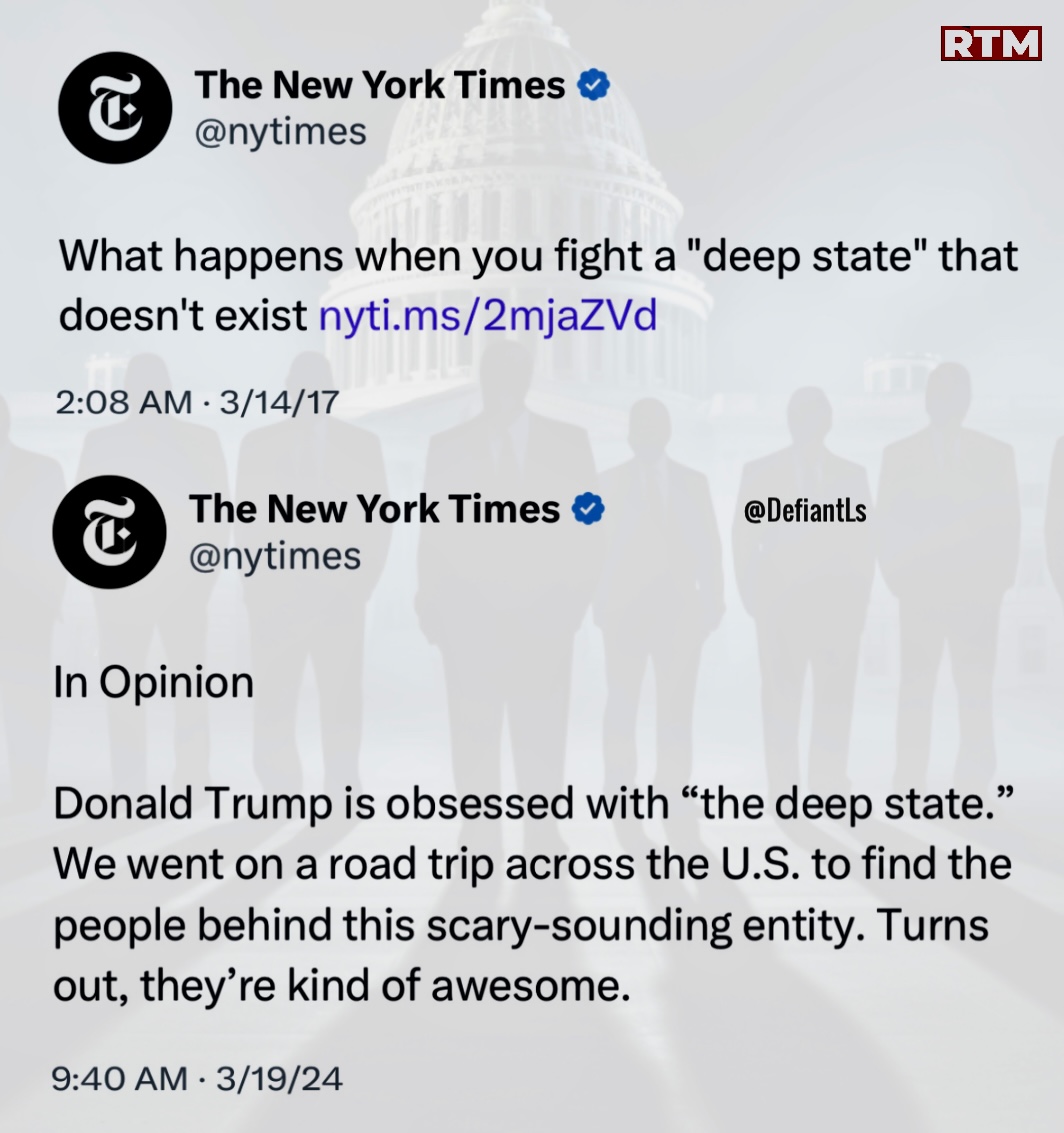 RTM
The New York Times
@nytimes
What happens when you fight a "deep state" that
doesn't exist nyti.ms/2mjaZVd
2:08 AM · 3/14/17
The New York Times
@nytimes
@DefiantLs
In Opinion
Donald Trump is obsessed with “the deep state.”
We went on a road trip across the U.S. to find the
people behind this scary-sounding entity. Turns
out, they’re kind of awesome.
9:40 AM · 3/19/24